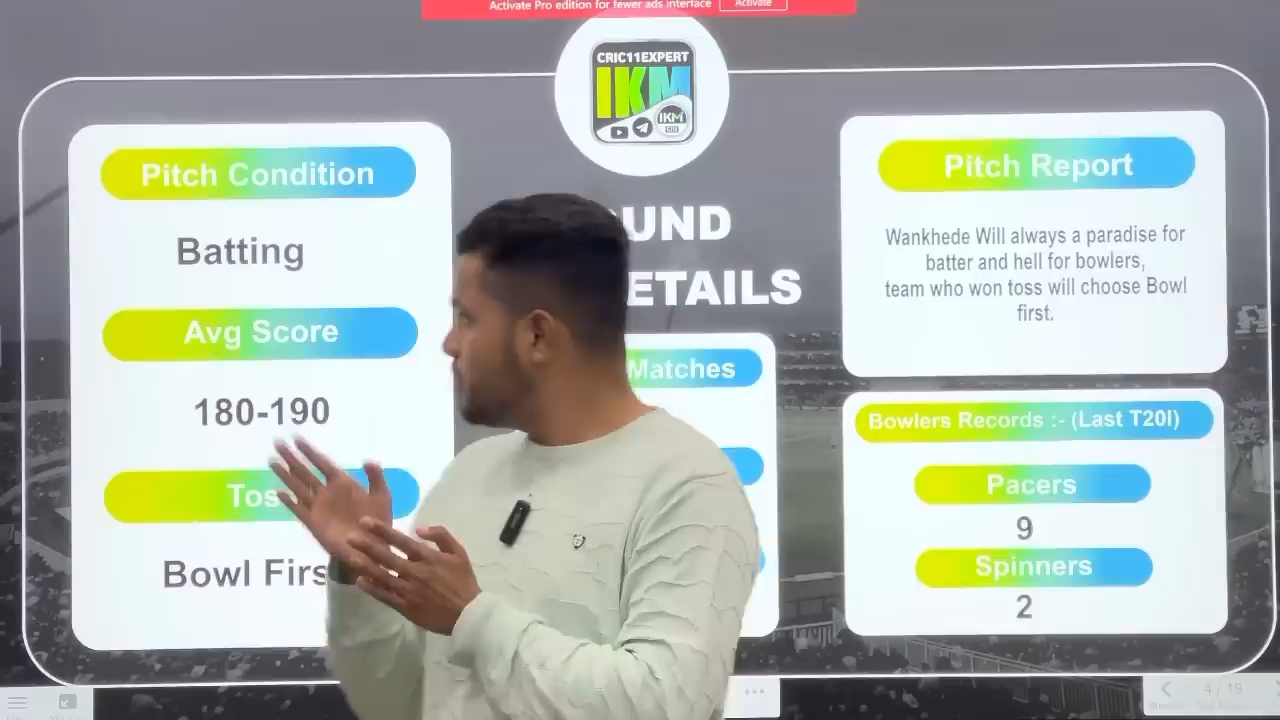 Activate Pro edition for fewer ads interface
Activate
CRIC11EXPERT
IKM
IKM
Pitch Condition
Batting
Avg Score
180-190
Tos
Bowl Firs
UND
ETAILS
Matches
Pitch Report
Wankhede Will always a paradise for
batter and hell for bowlers,
team who won toss will choose Bowl
first.
Bowlers Records :- (Last T20I)
Pacers
9
Spinners
2
4 / 19